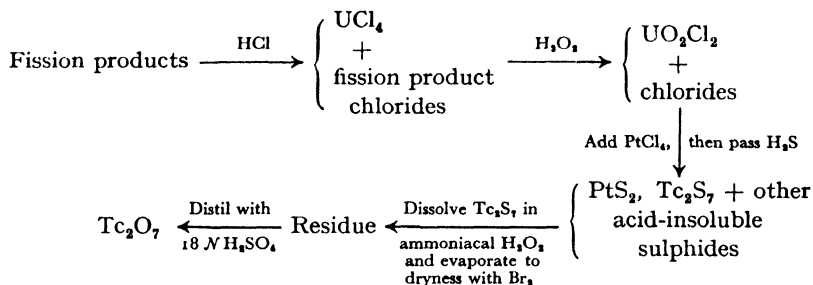 Fission products
HCl
UCl₄
+
fission product
chlorides
H₂O₂
UO₂Cl₂
+
chlorides
Add PtCl₄, then pass H₂S
PtS₂, Tc₂S₇ + other
acid-insoluble
sulphides
Dissolve Tc₂S₇ in
ammoniacal H₂O₂
and evaporate to
dryness with Br₂
Residue
Distil with
18 N H₂SO₄
Tc₂O₇